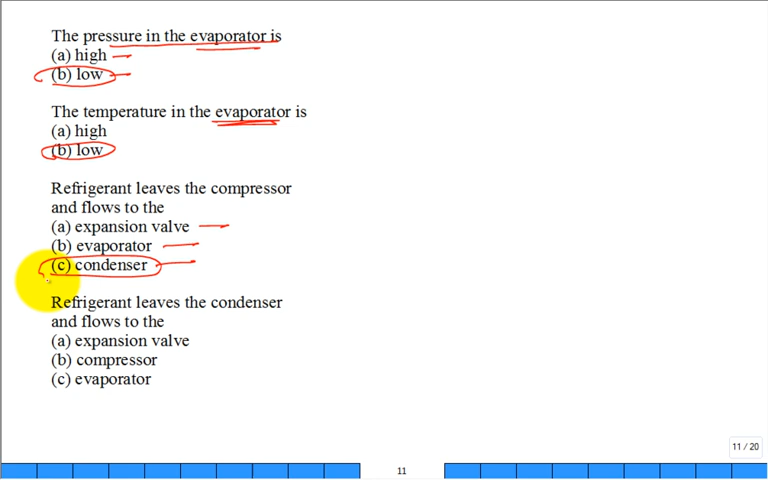 The pressure in the evaporator is
(a) high
(b) low
The temperature in the evaporator is
(a) high
(b) low
Refrigerant leaves the compressor
and flows to the
(a) expansion valve
(b) evaporator
(c) condenser
Refrigerant leaves the condenser
and flows to the
(a) expansion valve
(b) compressor
(c) evaporator
11 / 20
11